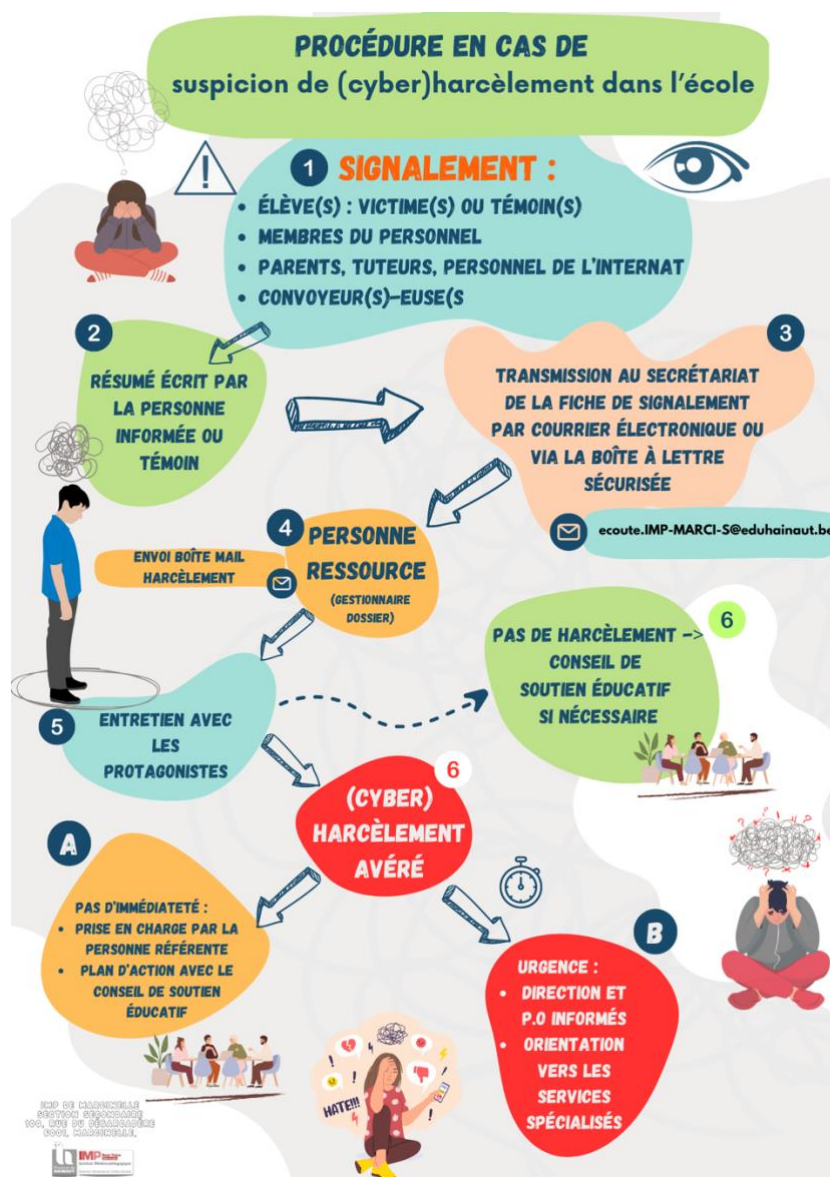 PROCÉDURE EN CAS DE
suspicion de (cyber)harcèlement dans l'école
1 SIGNALEMENT :
• ÉLÈVE(S) : VICTIME(S) OU TÉMOIN(S)
• MEMBRES DU PERSONNEL
• PARENTS, TUTEURS, PERSONNEL DE L'INTERNAT
• CONVOYEUR(S)-EUSE(S
2
RÉSUMÉ ÉCRIT PAR
LA PERSONNE
INFORMÉE OU
TÉMOIN
3
TRANSMISSION AU SECRÉTARIAT
DE LA FICHE DE SIGNALEMENT
PAR COURRIER ÉLECTRONIQUE OU
VIA LA BOÎTE À LETTRE
SÉCURISÉE
ecoute.IMP-MARCI-S@eduhainaut.be
4
PERSONNE
RESSOURCE
(GESTIONNAIRE
DOSSIER)
ENVOI BOÎTE MAIL
HARCÈLEMENT
5
ENTRETIEN AVEC
LES
PROTAGONISTES
6
PAS DE HARCÈLEMENT ->
CONSEIL DE
SOUTIEN ÉDUCATIF
SI NÉCESSAIRE
6
(CYBER)
HARCÈLEMENT
AVÉRÉ
A
PAS D'IMMÉDIATETÉ :
• PRISE EN CHARGE PAR LA
PERSONNE RÉFÉRENTE
• PLAN D'ACTION AVEC LE
CONSEIL DE SOUTIEN
ÉDUCATIF
B
URGENCE :
• DIRECTION ET
P.O INFORMÉS
• ORIENTATION
VERS LES
SERVICES
SPÉCIALISÉS
HATE!!!
IMP DE MARCINELLE
SECTION SECONDAIRE
100, RUE DU DÉBARCADÈRE
6001, MARCINELLE.
IMP